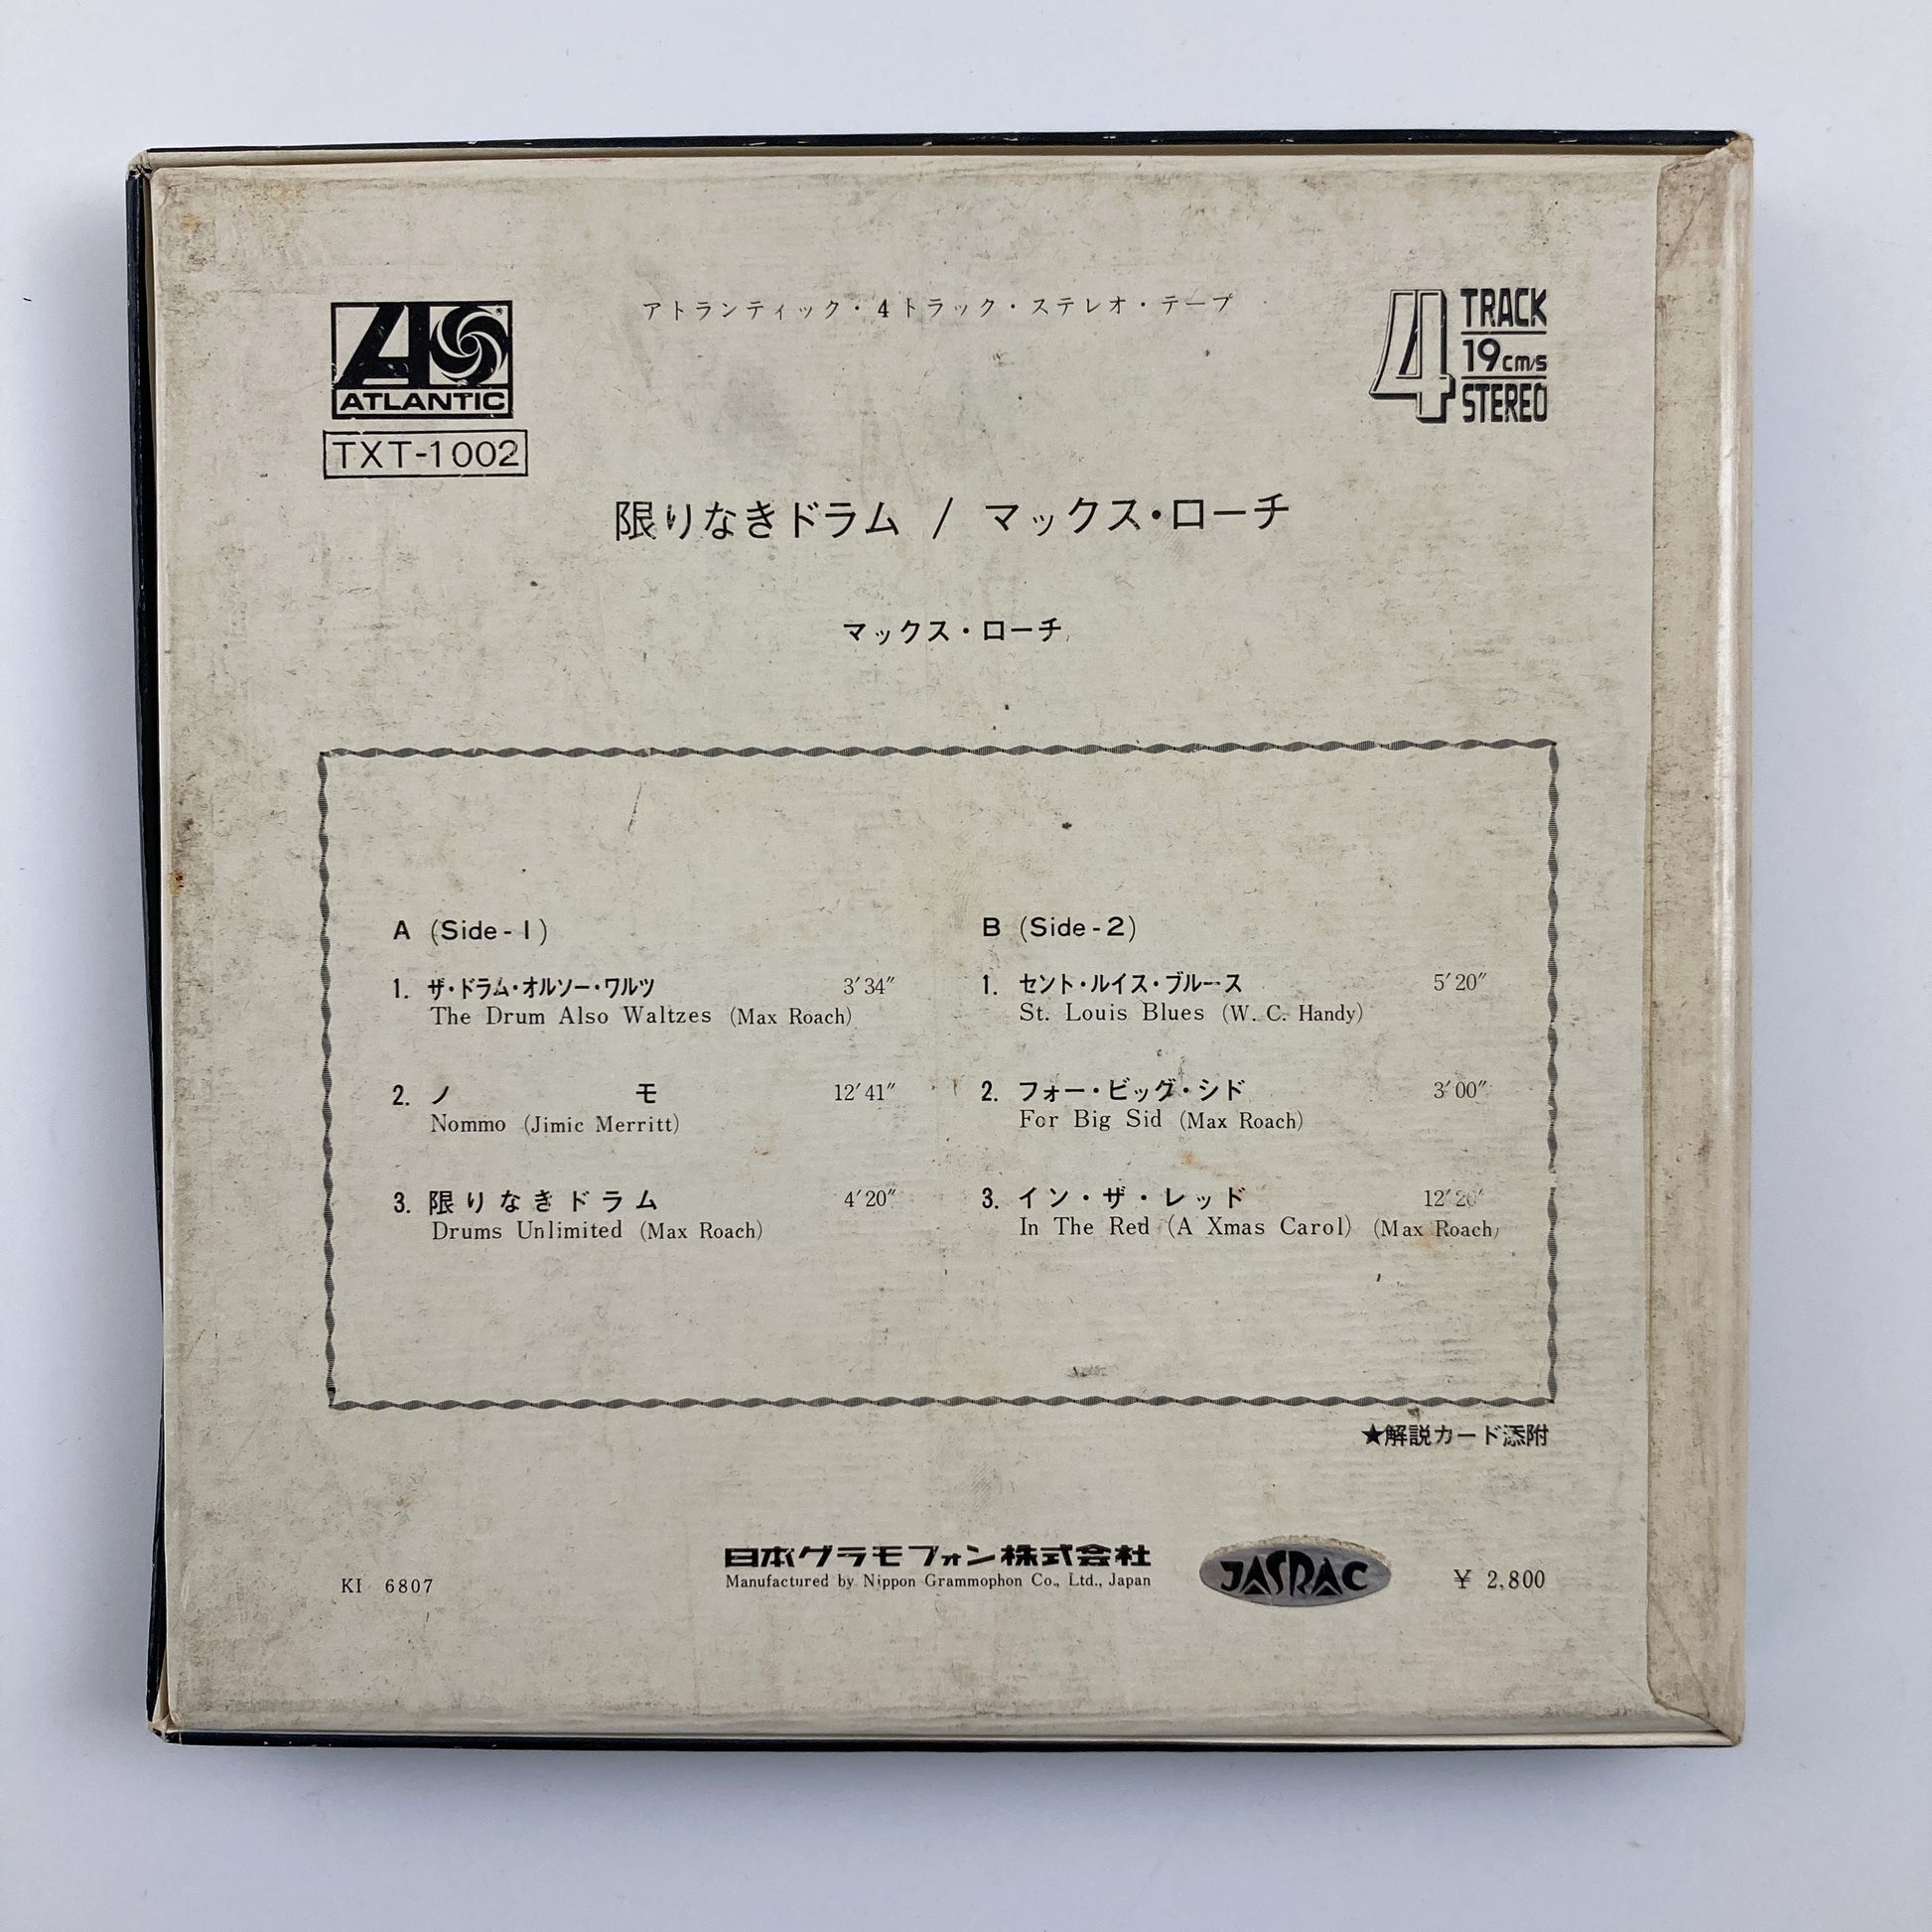 アトランティック・4トラック・ステレオ・テープ
ATLANTIC
TXT-1002
4 TRACK
19cm/s
STEREO
限りなきドラム / マックス・ローチ
マックス・ローチ
A (Side-1)
1. ザ・ドラム・オルソー・ワルツ 3′34″
The Drum Also Waltzes (Max Roach)
2. ノモ 12′41″
Nommo (Jimic Merritt)
3. 限りなきドラム 4′20″
Drums Unlimited (Max Roach)
B (Side-2)
1. セント・ルイス・ブルース 5′20″
St. Louis Blues (W. C. Handy)
2. フォー・ビッグ・シド 3′00″
For Big Sid (Max Roach)
3. イン・ザ・レッド
In The Red (A Xmas Carol) (Max Roach)
★解説カード添附
KI 6807
日本グラモフォン株式会社
Manufactured by Nippon Grammophon Co., Ltd., Japan
JASRAC
¥ 2,800